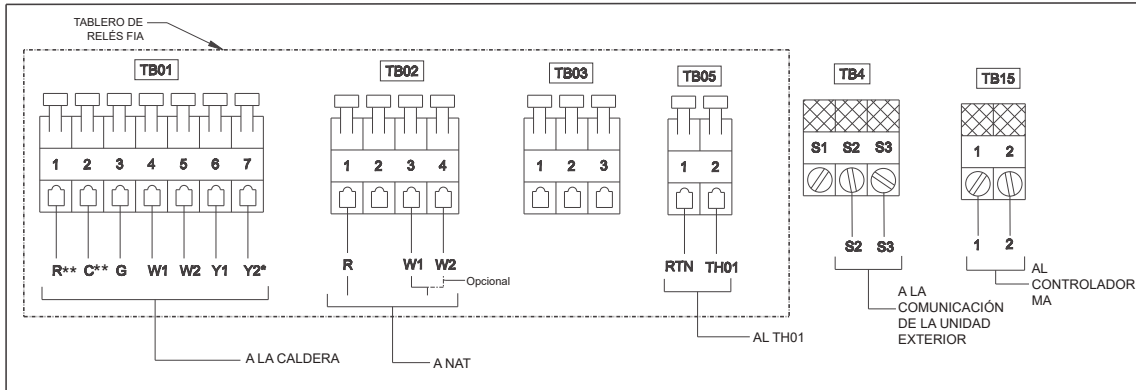 TABLERO DE
RELÉS FIA
TB01
TB02
TB03
TB05
TB4
TB15
1 2 3 4 5 6 7
1 2 3 4
1 2 3
1 2
S1 S2 S3
1 2
R** C** G W1 W2 Y1 Y2*
R W1 W2
Opcional
RTN TH01
S2 S3
1 2
A LA CALDERA
A NAT
AL TH01
A LA
COMUNICACIÓN
DE LA UNIDAD
EXTERIOR
AL
CONTROLADOR
MA